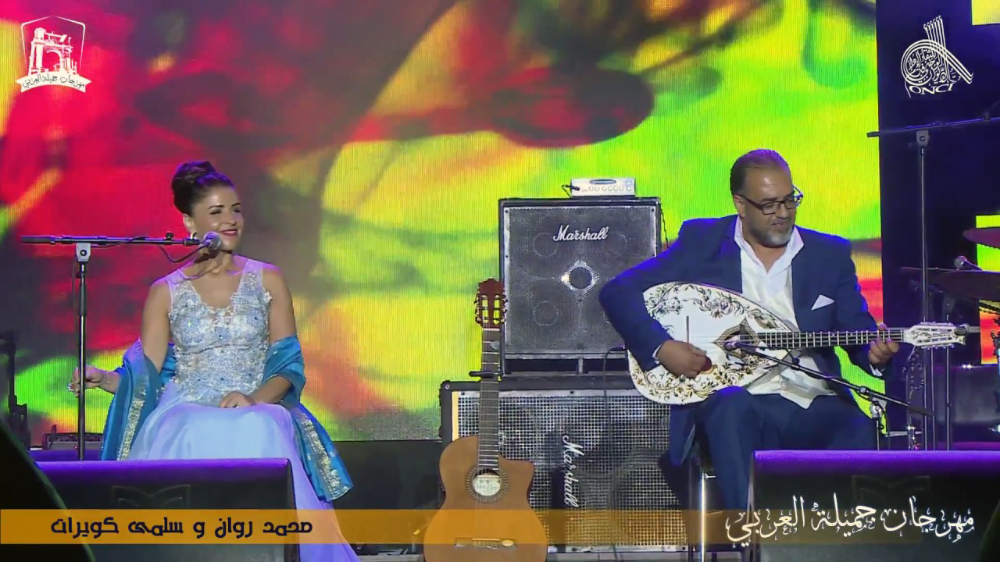 مهرجان جميلة العربي
ONCI
Marshall
Marshall
محمد روان و سلمى كويرات
مهرجان جميلة العربي